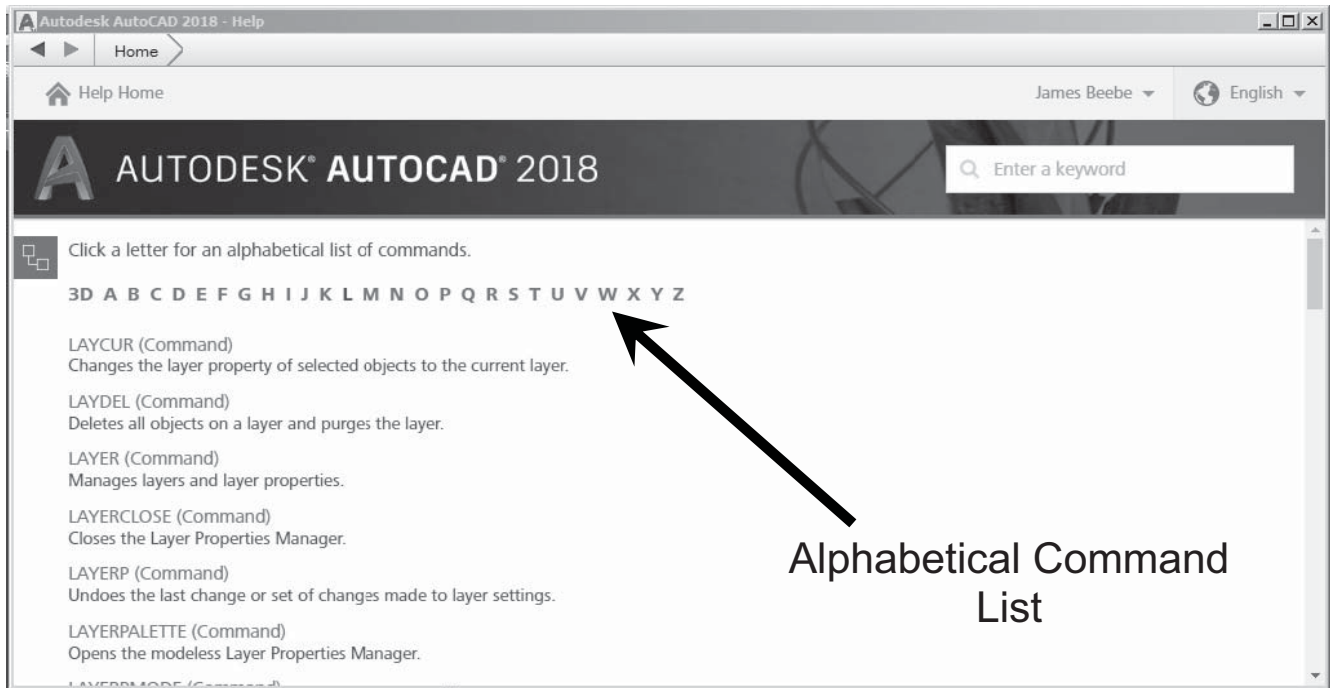 Autodesk AutoCAD 2018 - Help
Home
Help Home
James Beebe
English
AUTODESK® AUTOCAD® 2018
Enter a keyword
Click a letter for an alphabetical list of commands.
3D A B C D E F G H I J K L M N O P Q R S T U V W X Y Z
LAYCUR (Command)
Changes the layer property of selected objects to the current layer.
LAYDEL (Command)
Deletes all objects on a layer and purges the layer.
LAYER (Command)
Manages layers and layer properties.
LAYERCLOSE (Command)
Closes the Layer Properties Manager.
LAYERP (Command)
Undoes the last change or set of changes made to layer settings.
LAYERPALETTE (Command)
Opens the modeless Layer Properties Manager.
LAYERPMODE (Command)
Alphabetical Command
List